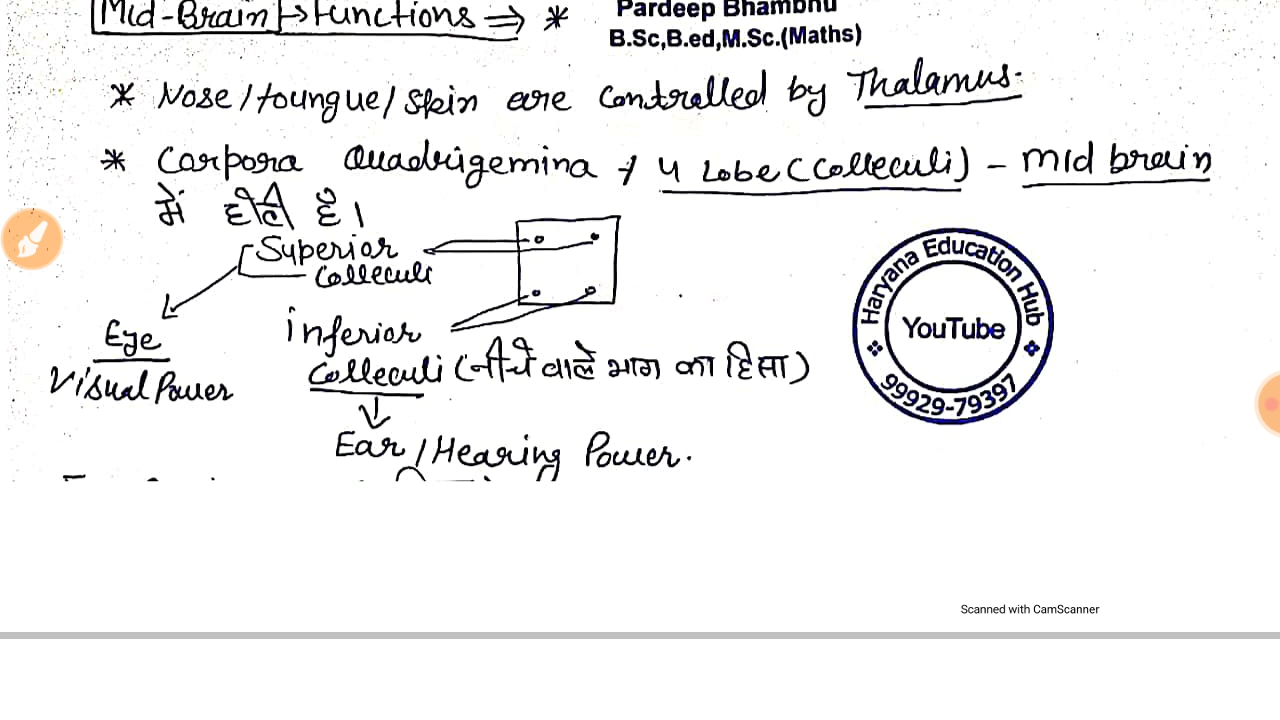 Mid-Brain → Functions ⇒ *
Pardeep Bhambhu
B.Sc,B.ed,M.Sc.(Maths)
* Nose/toungue/skin are controlled by Thalamus.
* Corpora Quadrigemina / 4 Lobe (Colleculi) - mid brain
में होते है।
Superior
Colleculi
Eye
Visual Power
inferior
Colleculi (नीचे वाले भाग का हिसा)
Ear / Hearing Power.
Haryana Education Hub
YouTube
99929-79397
Scanned with CamScanner